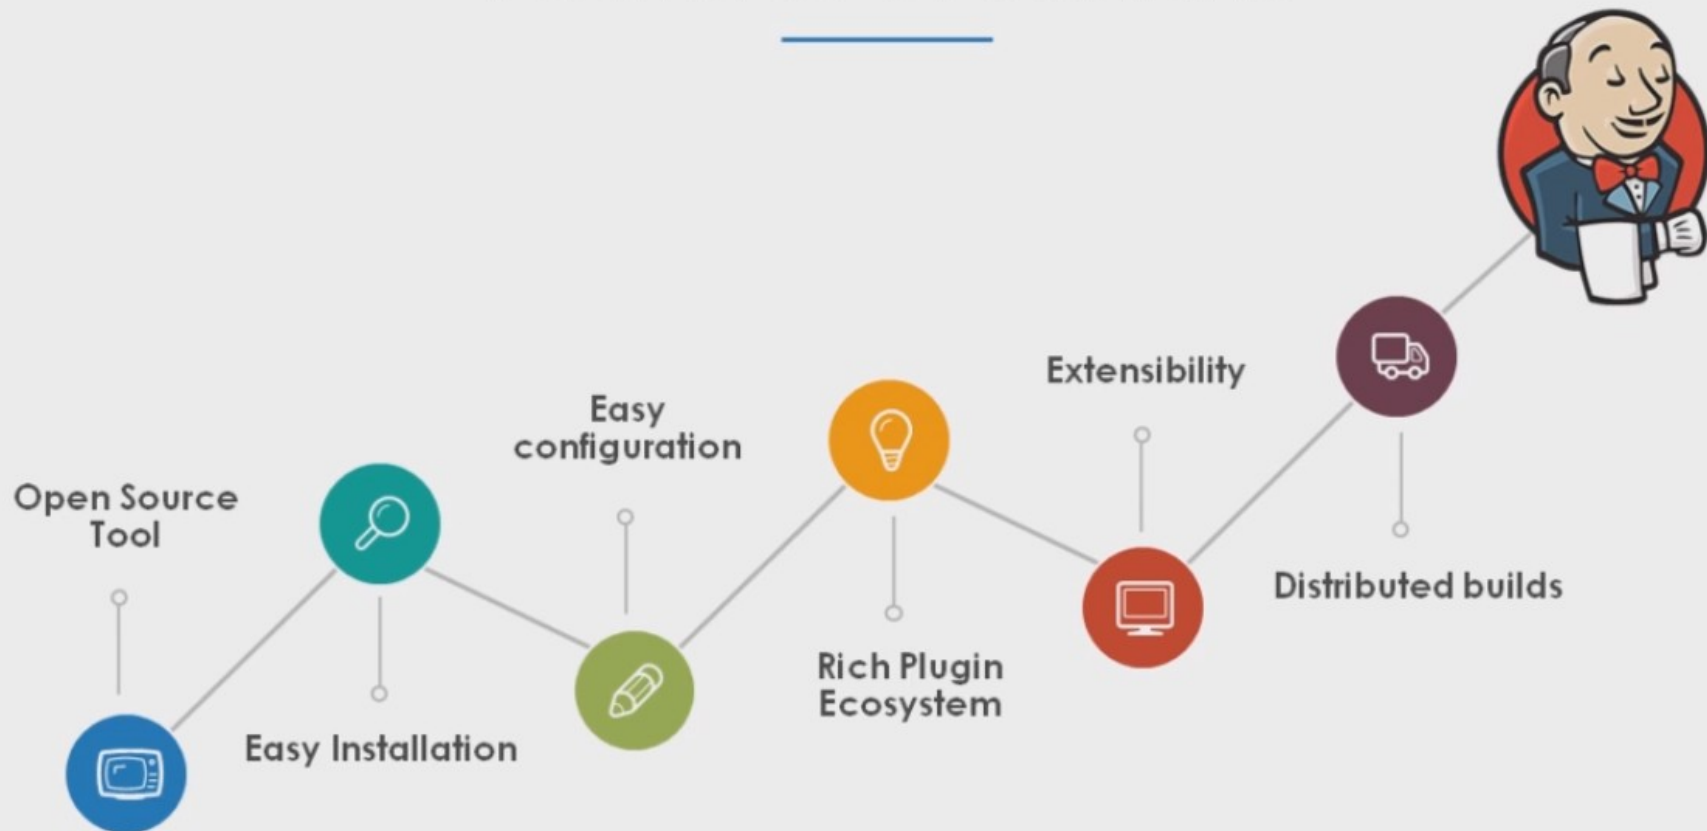 Open Source
Tool
Easy Installation
Easy
configuration
Rich Plugin
Ecosystem
Extensibility
Distributed builds